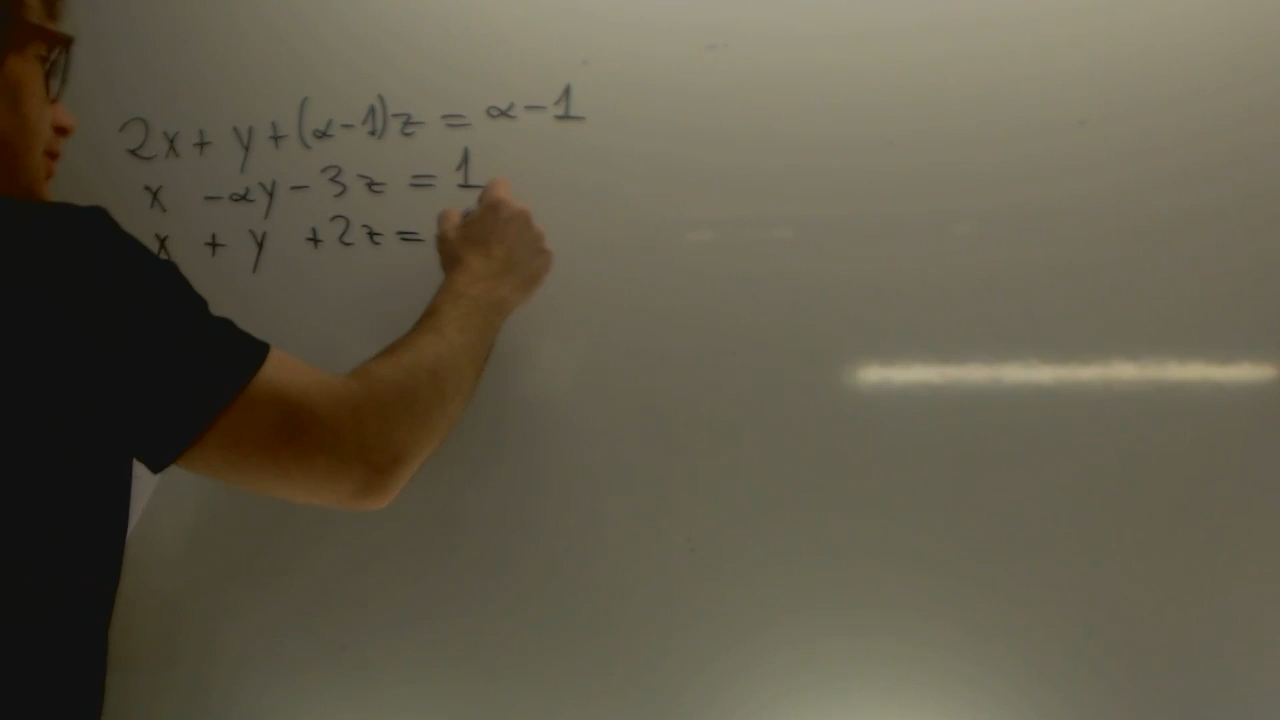 2x + y + (α-1)z = α-1
x -αy - 3z = 1
x + y + 2z =